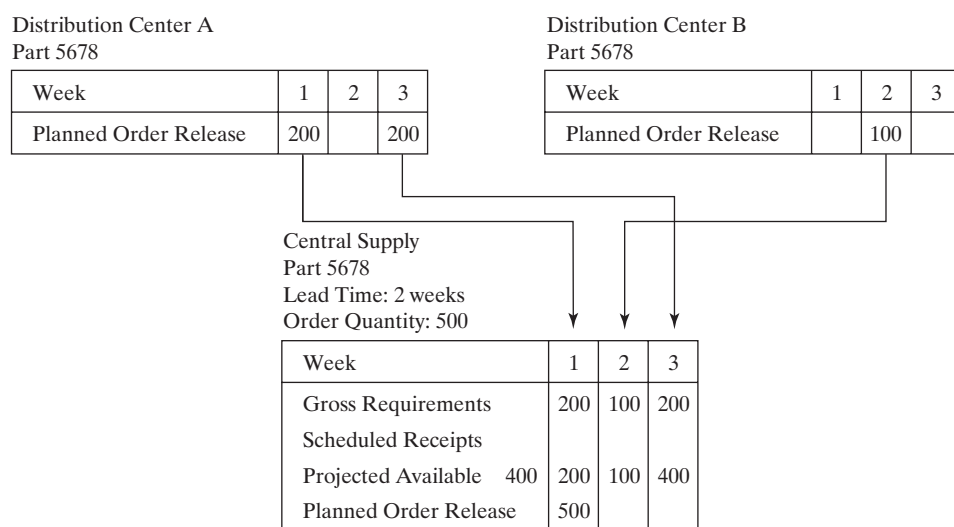 Distribution Center A
Part 5678
Week 1 2 3
Planned Order Release 200 200
Distribution Center B
Part 5678
Week 1 2 3
Planned Order Release 100
Central Supply
Part 5678
Lead Time: 2 weeks
Order Quantity: 500
Week 1 2 3
Gross Requirements 200 100 200
Scheduled Receipts
Projected Available 400 200 100 400
Planned Order Release 500